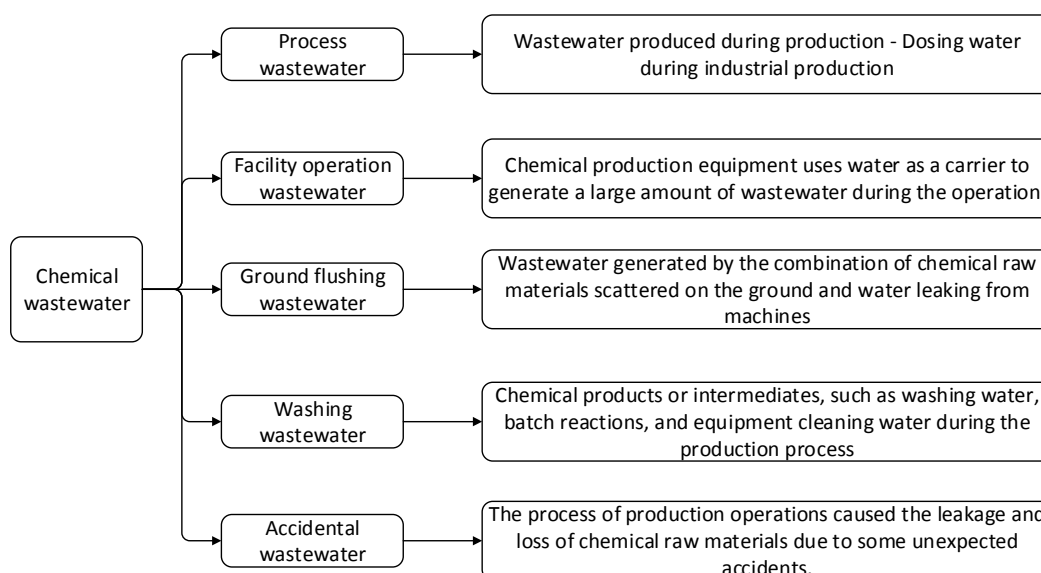 Process
wastewater
Wastewater produced during production - Dosing water
during industrial production
Facility operation
wastewater
Chemical production equipment uses water as a carrier to
generate a large amount of wastewater during the operation
Chemical
wastewater
Ground flushing
wastewater
Wastewater generated by the combination of chemical raw
materials scattered on the ground and water leaking from
machines
Washing
wastewater
Chemical products or intermediates, such as washing water,
batch reactions, and equipment cleaning water during the
production process
Accidental
wastewater
The process of production operations caused the leakage and
loss of chemical raw materials due to some unexpected
accidents.